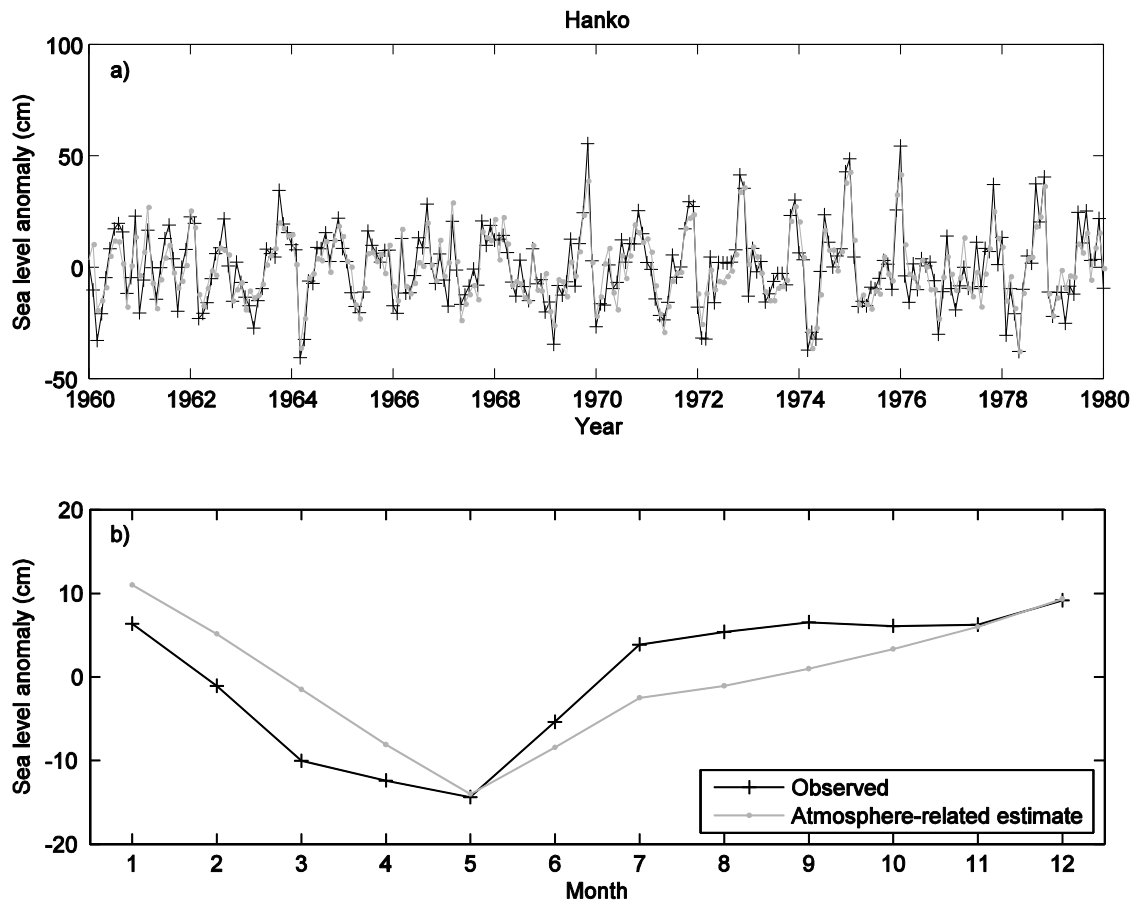 Hanko
a)
Sea level anomaly (cm)
100
50
0
-50
1960 1962 1964 1966 1968 1970 1972 1974 1976 1978 1980
Year
b)
Sea level anomaly (cm)
20
10
0
-10
-20
Observed
Atmosphere-related estimate
1 2 3 4 5 6 7 8 9 10 11 12
Month